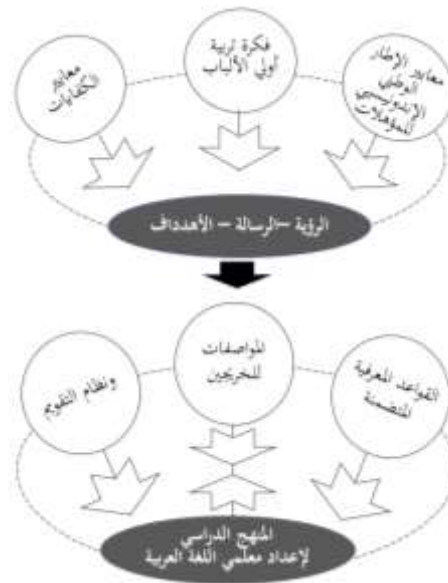 معايير الإطار
الوطني
الإندونيسي
للمؤهلات
فكرة تربية
أولي الألباب
معايير
الكفايات
الرؤية –الرسالة – الأهدداف
القواعد المعرفية
المتضمنة
المواصفات
للخريجين
ونظام التقويم
المنهج الدراسي
لإعداد معلمي اللغة العربية